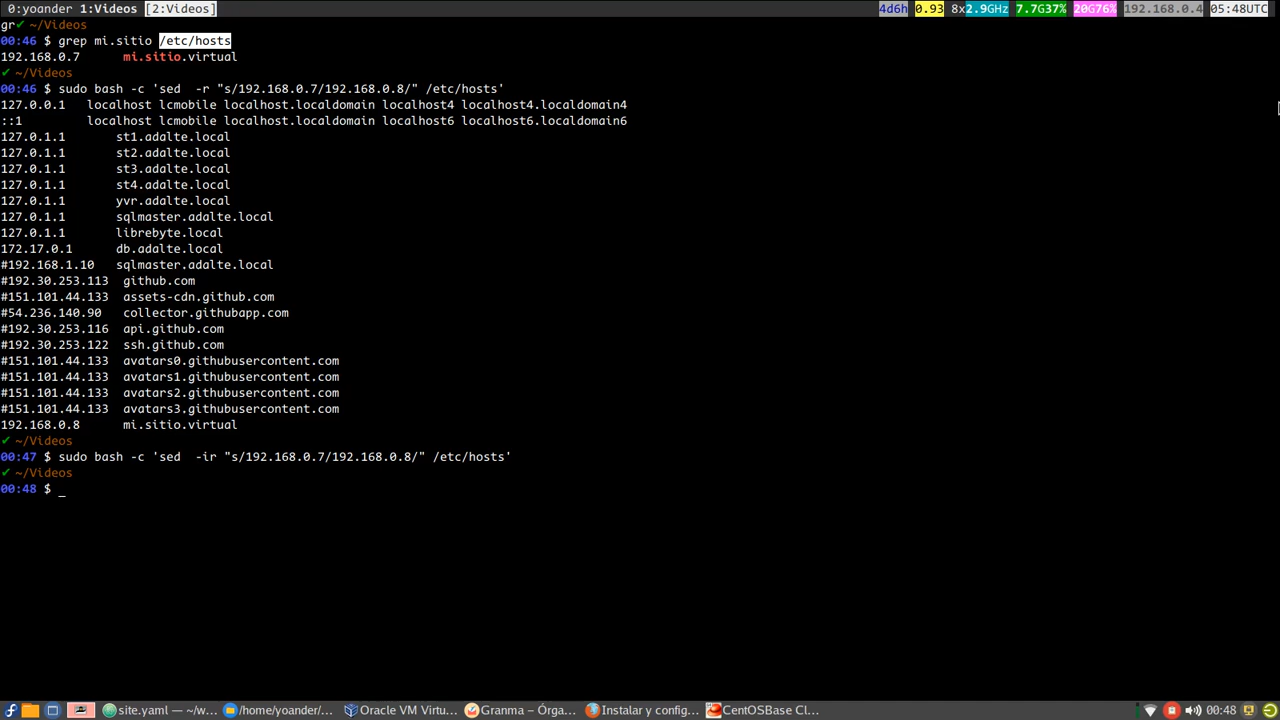 0:yoander 1:Videos [2:Videos] 4d6h 0.93 8x2.9GHz 7.7G37% 20G76% 192.168.0.4 05:48UTC
gr✔ ~/Videos
00:46 $ grep mi.sitio /etc/hosts
192.168.0.7 mi.sitio.virtual
✔ ~/Videos
00:46 $ sudo bash -c 'sed  -r "s/192.168.0.7/192.168.0.8/" /etc/hosts'
127.0.0.1 localhost lcmobile localhost.localdomain localhost4 localhost4.localdomain4
::1 localhost lcmobile localhost.localdomain localhost6 localhost6.localdomain6
127.0.1.1 st1.adalte.local
127.0.1.1 st2.adalte.local
127.0.1.1 st3.adalte.local
127.0.1.1 st4.adalte.local
127.0.1.1 yvr.adalte.local
127.0.1.1 sqlmaster.adalte.local
127.0.1.1 librebyte.local
172.17.0.1 db.adalte.local
#192.168.1.10 sqlmaster.adalte.local
#192.30.253.113 github.com
#151.101.44.133 assets-cdn.github.com
#54.236.140.90 collector.githubapp.com
#192.30.253.116 api.github.com
#192.30.253.122 ssh.github.com
#151.101.44.133 avatars0.githubusercontent.com
#151.101.44.133 avatars1.githubusercontent.com
#151.101.44.133 avatars2.githubusercontent.com
#151.101.44.133 avatars3.githubusercontent.com
192.168.0.8 mi.sitio.virtual
✔ ~/Videos
00:47 $ sudo bash -c 'sed  -ir "s/192.168.0.7/192.168.0.8/" /etc/hosts'
✔ ~/Videos
00:48 $ _
site.yaml — ~/w... /home/yoander/... Oracle VM Virtu... Granma – Órga... Instalar y config... CentOSBase Cl... 00:48